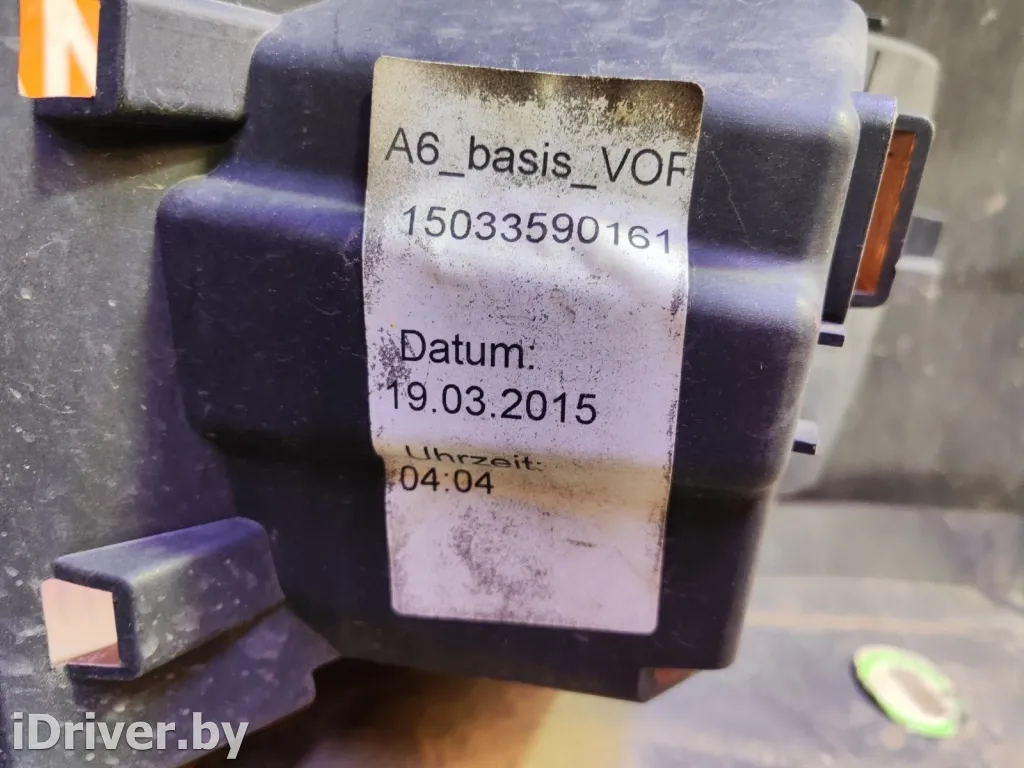 A6_basis_VOF
15033590161
Datum:
19.03.2015
Uhrzeit:
04:04
iDriver.by